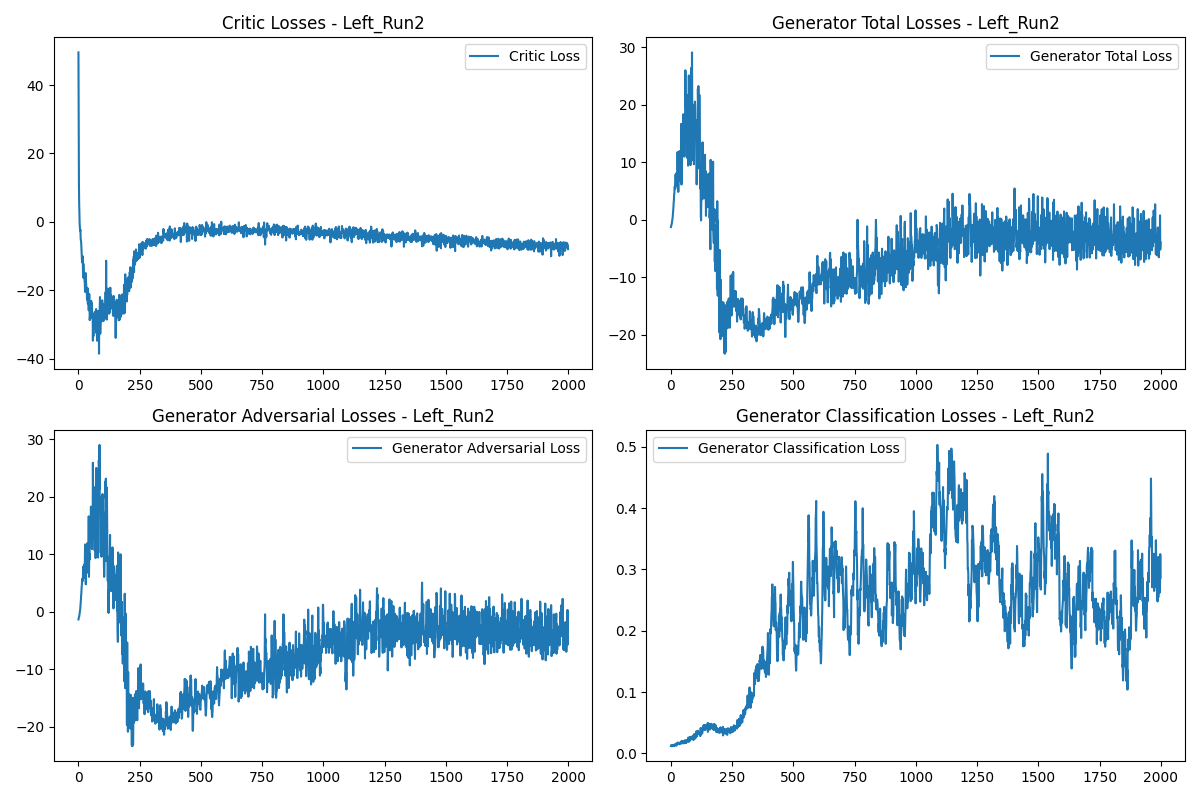 Critic Losses - Left_Run2
Critic Loss
40
20
0
−20
−40
0 250 500 750 1000 1250 1500 1750 2000
Generator Total Losses - Left_Run2
Generator Total Loss
30
20
10
0
−10
−20
0 250 500 750 1000 1250 1500 1750 2000
Generator Adversarial Losses - Left_Run2
Generator Adversarial Loss
30
20
10
0
−10
−20
0 250 500 750 1000 1250 1500 1750 2000
Generator Classification Losses - Left_Run2
Generator Classification Loss
0.5
0.4
0.3
0.2
0.1
0.0
0 250 500 750 1000 1250 1500 1750 2000